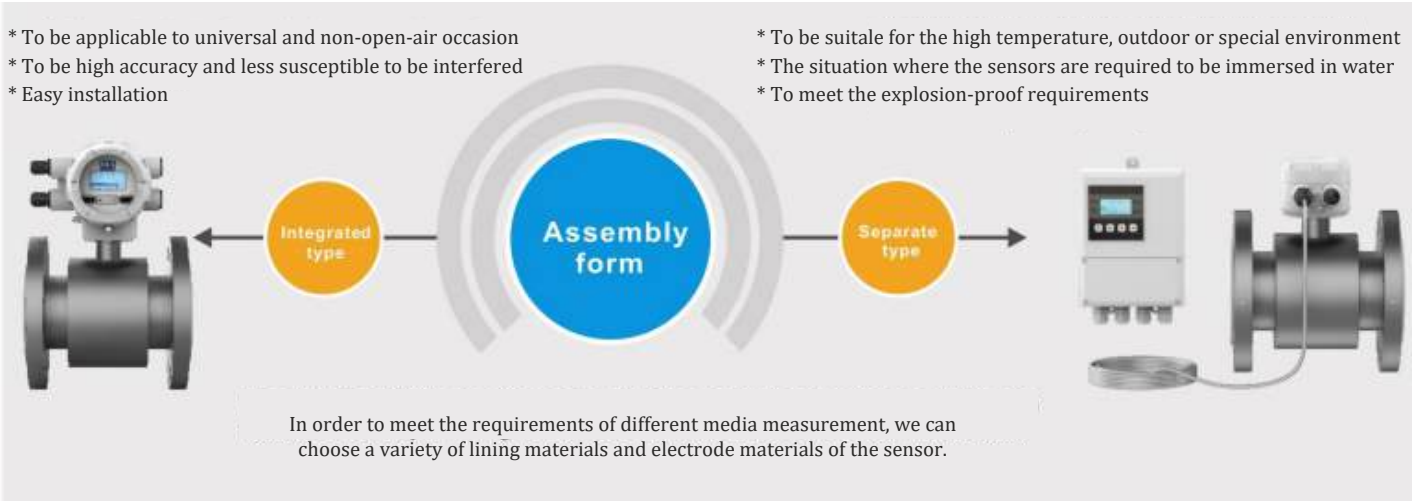 * To be applicable to universal and non-open-air occasion
* To be high accuracy and less susceptible to be interfered
* Easy installation
* To be suitale for the high temperature, outdoor or special environment
* The situation where the sensors are required to be immersed in water
* To meet the explosion-proof requirements
Integrated
type
Assembly
form
Separate
type
In order to meet the requirements of different media measurement, we can
choose a variety of lining materials and electrode materials of the sensor.